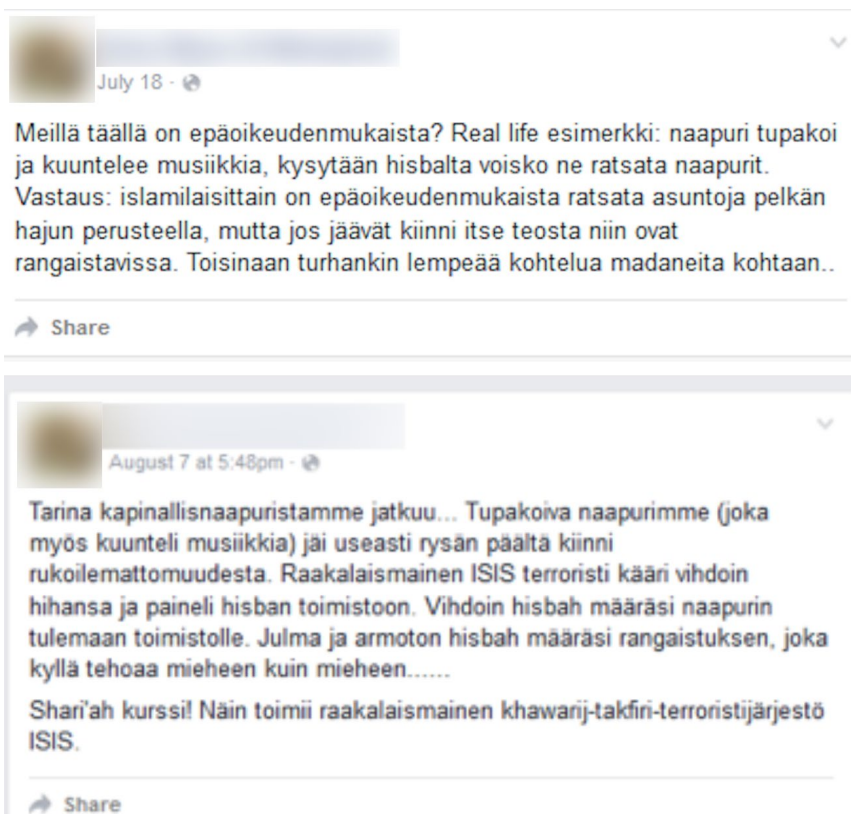 July 18 ·
Meillä täällä on epäoikeudenmukaista? Real life esimerkki: naapuri tupakoi
ja kuuntelee musiikkia, kysytään hisbalta voisko ne ratsata naapurit.
Vastaus: islamilaisittain on epäoikeudenmukaista ratsata asuntoja pelkän
hajun perusteella, mutta jos jäävät kiinni itse teosta niin ovat
rangaistavissa. Toisinaan turhankin lempeää kohtelua madaneita kohtaan..
Share
August 7 at 5:48pm ·
Tarina kapinallisnaapuristamme jatkuu... Tupakoiva naapurimme (joka
myös kuunteli musiikkia) jäi useasti rysän päältä kiinni
rukoilemattomuudesta. Raakalaismainen ISIS terroristi kääri vihdoin
hihansa ja paineli hisban toimistoon. Vihdoin hisbah määräsi naapurin
tulemaan toimistolle. Julma ja armoton hisbah määräsi rangaistuksen, joka
kyllä tehoaa mieheen kuin mieheen......
Shari'ah kurssi! Näin toimii raakalaismainen khawarij-takfiri-terroristijärjestö
ISIS.
Share